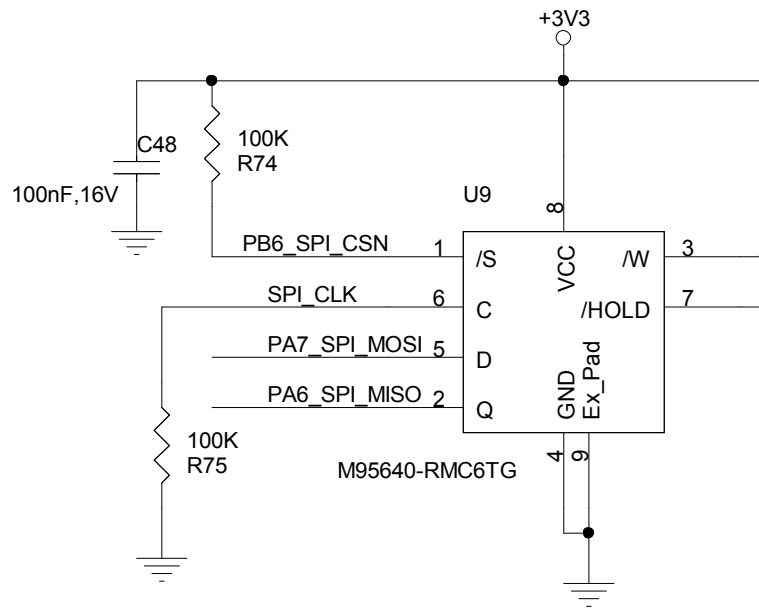 +3V3
C48
100nF,16V
100K
R74
U9
8
PB6_SPI_CSN 1 /S
VCC
/W 3
SPI_CLK 6 C
/HOLD 7
PA7_SPI_MOSI 5 D
PA6_SPI_MISO 2 Q
GND
Ex_Pad
100K
R75
M95640-RMC6TG
4
9